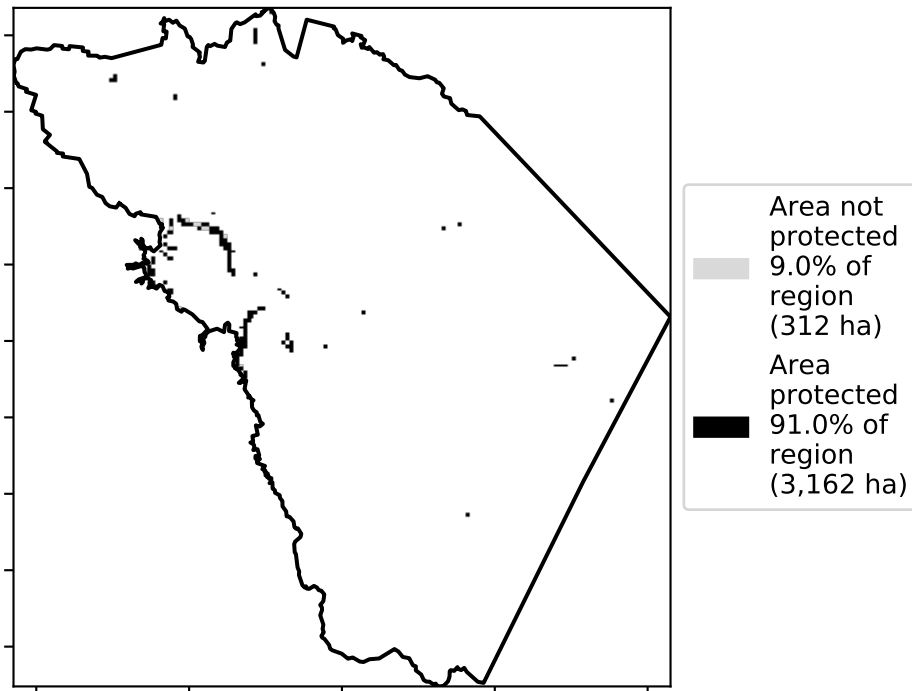 Area not
protected
9.0% of
region
(312 ha)
Area
protected
91.0% of
region
(3,162 ha)